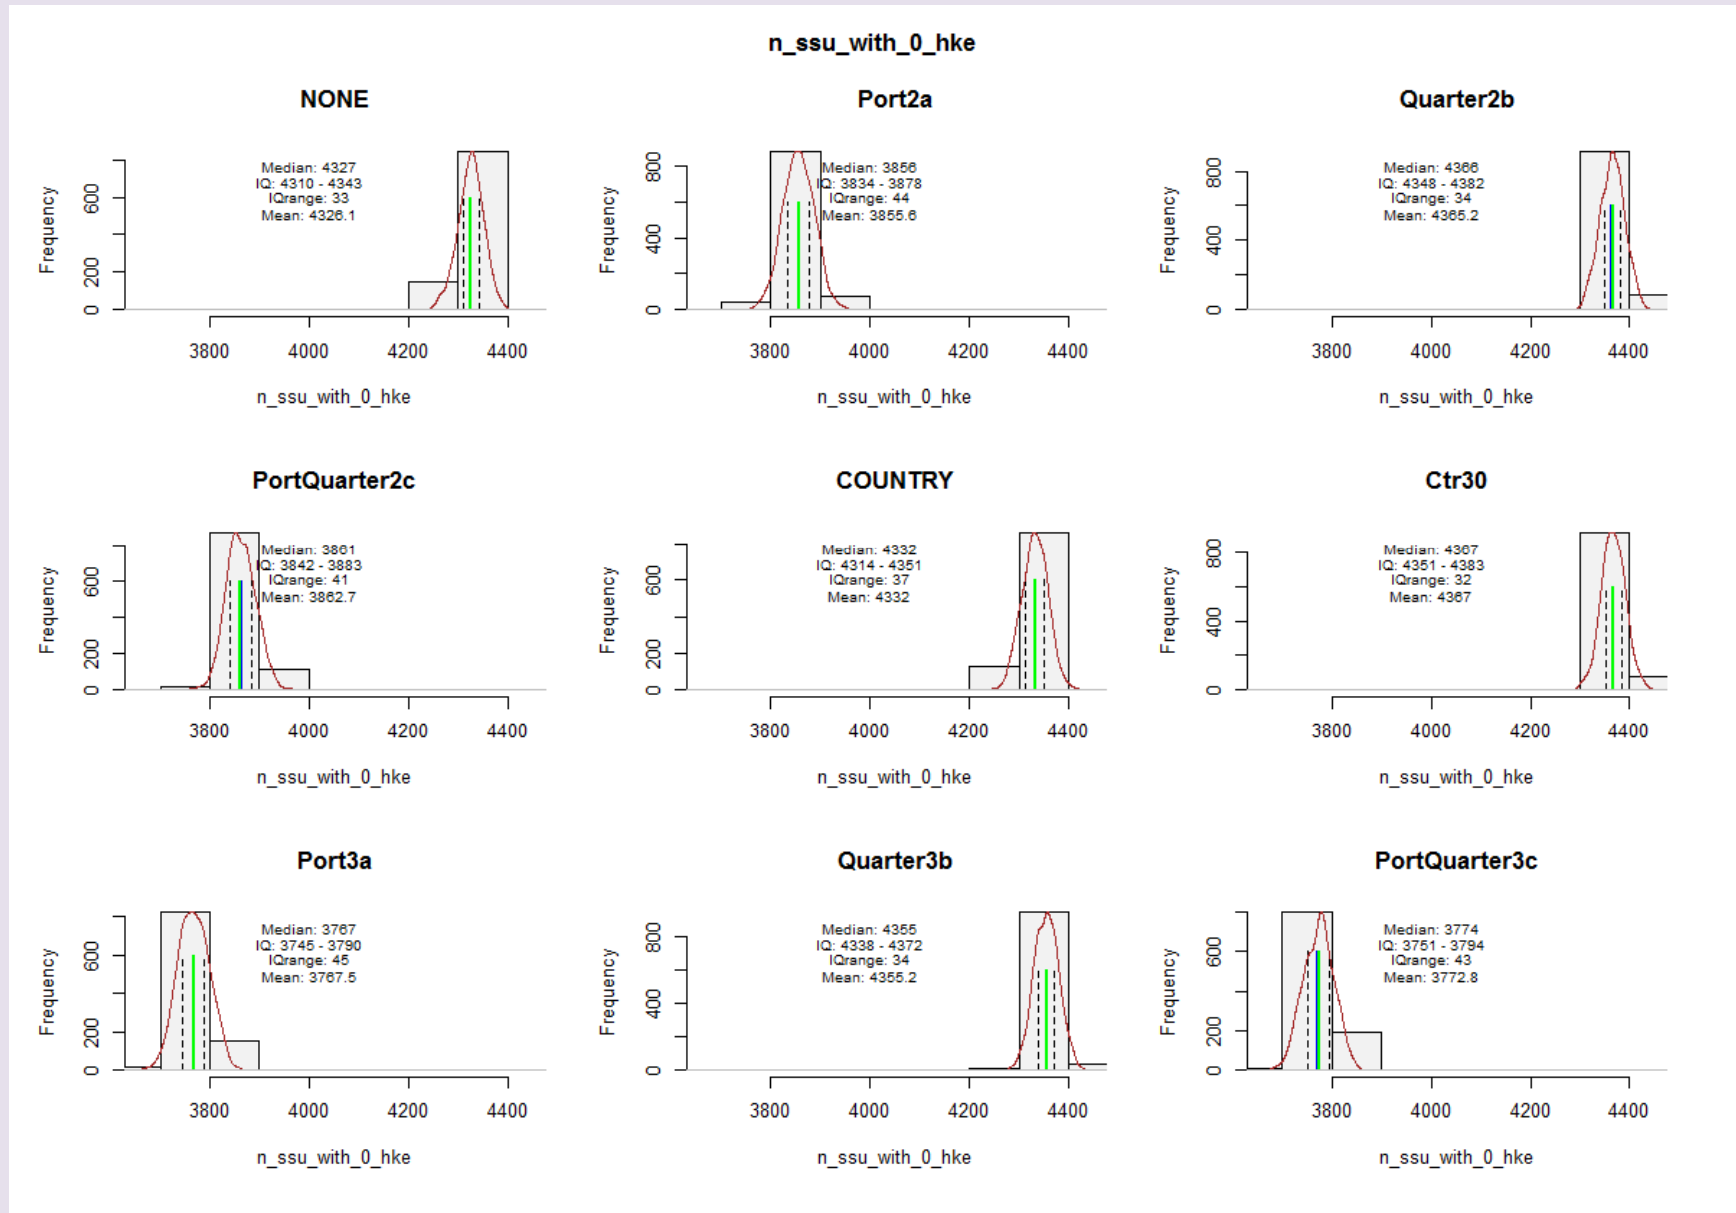 n_ssu_with_0_hke
NONE
Median: 4327
IQ: 4310 - 4343
IQrange: 33
Mean: 4326.1
Frequency
0
200
600
3800
4000
4200
4400
n_ssu_with_0_hke
Port2a
Median: 3856
IQ: 3834 - 3878
IQrange: 44
Mean: 3855.6
Frequency
0
400
800
3800
4000
4200
4400
n_ssu_with_0_hke
Quarter2b
Median: 4366
IQ: 4348 - 4382
IQrange: 34
Mean: 4365.2
Frequency
0
400
800
3800
4000
4200
4400
n_ssu_with_0_hke
PortQuarter2c
Median: 3861
IQ: 3842 - 3883
IQrange: 41
Mean: 3862.7
Frequency
0
200
600
3800
4000
4200
4400
n_ssu_with_0_hke
COUNTRY
Median: 4332
IQ: 4314 - 4351
IQrange: 37
Mean: 4332
Frequency
0
200
600
3800
4000
4200
4400
n_ssu_with_0_hke
Ctr30
Median: 4367
IQ: 4351 - 4383
IQrange: 32
Mean: 4367
Frequency
0
400
800
3800
4000
4200
4400
n_ssu_with_0_hke
Port3a
Median: 3767
IQ: 3745 - 3790
IQrange: 45
Mean: 3767.5
Frequency
0
200
600
3800
4000
4200
4400
n_ssu_with_0_hke
Quarter3b
Median: 4355
IQ: 4338 - 4372
IQrange: 34
Mean: 4355.2
Frequency
0
400
800
3800
4000
4200
4400
n_ssu_with_0_hke
PortQuarter3c
Median: 3774
IQ: 3751 - 3794
IQrange: 43
Mean: 3772.8
Frequency
0
200
600
3800
4000
4200
4400
n_ssu_with_0_hke